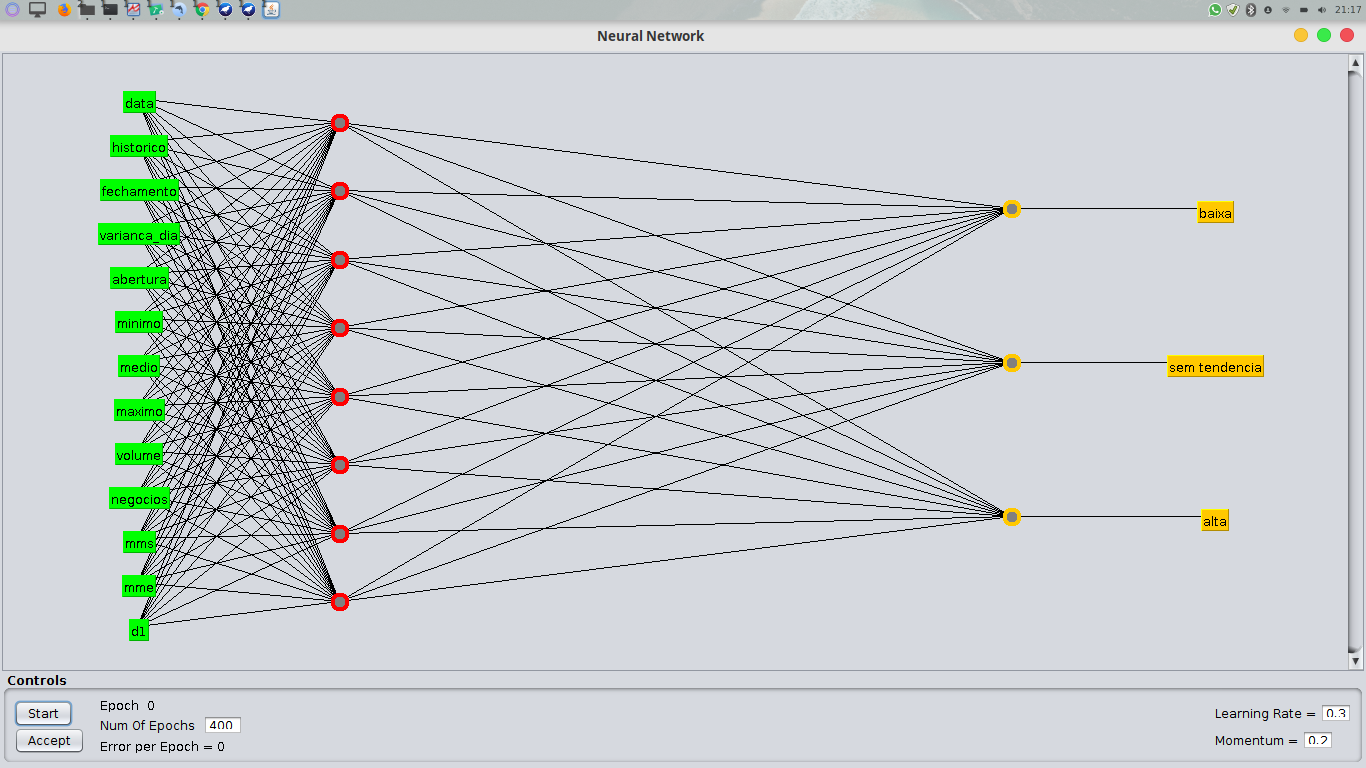 21:17
Neural Network
data
historico
fechamento
varianca_dia
abertura
minimo
medio
maximo
volume
negocios
mms
mme
d1
baixa
sem tendencia
alta
Controls
Start
Accept
Epoch 0
Num Of Epochs 400
Error per Epoch = 0
Learning Rate = 0.3
Momentum = 0.2